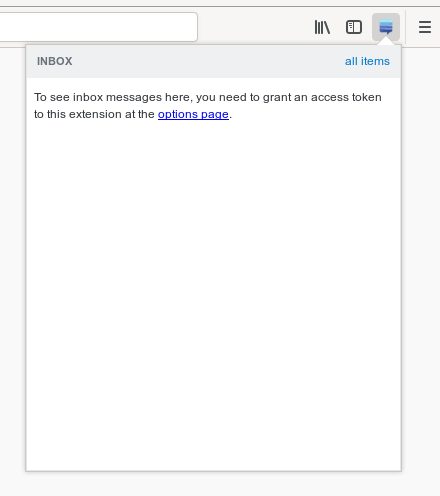 INBOX
all items
To see inbox messages here, you need to grant an access token
to this extension at the options page.